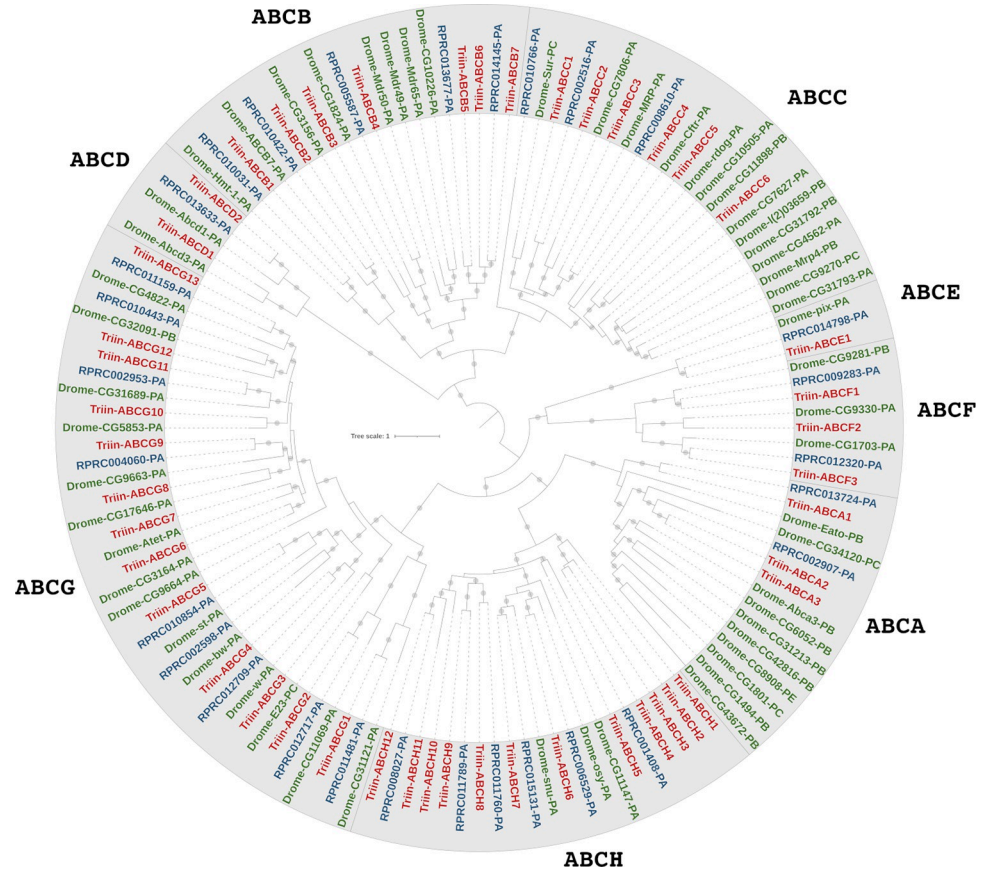 ABCB
ABCC
ABCD
ABCE
ABCF
ABCG
ABCA
ABCH
Tree scale: 1
Drome-Hmt-1-PA
RPRC010031-PA
Triin-ABCB1
Drome-ABCB7-PA
RPRC010422-PA
Triin-ABCB2
Drome-CG3156-PA
Triin-ABCB3
Drome-CG1824-PA
RPRC005587-PA
Triin-ABCB4
Drome-Mdr50-PA
Drome-Mdr49-PA
Drome-Mdr65-PA
Drome-CG10226-PA
RPRC013677-PA
Triin-ABCB5
Triin-ABCB6
RPRC014145-PA
Triin-ABCB7
RPRC010766-PA
Drome-Sur-PC
Triin-ABCC1
RPRC002516-PA
Triin-ABCC2
Drome-CG7806-PA
Triin-ABCC3
Drome-MRP-PA
RPRC008610-PA
Triin-ABCC4
Drome-Cftr-PA
Triin-ABCC5
Drome-rdog-PA
Drome-CG10505-PA
Drome-CG11898-PB
Triin-ABCC6
Drome-CG7627-PA
Drome-l(2)03659-PB
Drome-CG31792-PB
Drome-CG4562-PA
Drome-Mrp4-PB
Drome-CG9270-PC
Drome-CG31793-PA
Drome-pix-PA
RPRC014798-PA
Triin-ABCE1
Drome-CG9281-PB
RPRC009283-PA
Triin-ABCF1
Drome-CG9330-PA
Triin-ABCF2
Drome-CG1703-PA
RPRC012320-PA
Triin-ABCF3
RPRC013724-PA
Triin-ABCA1
Drome-Eato-PB
Drome-CG34120-PC
RPRC002907-PA
Triin-ABCA2
Triin-ABCA3
Drome-Abca3-PB
Drome-CG6052-PB
Drome-CG31213-PB
Drome-CG42816-PB
Drome-CG8908-PE
Drome-CG1801-PC
Drome-CG1494-PB
Drome-CG43672-PB
Triin-ABCH1
Triin-ABCH2
Triin-ABCH3
Triin-ABCH4
RPRC001408-PA
Triin-ABCH5
Drome-CG11147-PA
Drome-osy-PA
RPRC006529-PA
Triin-ABCH6
Drome-snu-PA
RPRC015131-PA
Triin-ABCH7
RPRC011760-PA
Triin-ABCH8
RPRC011789-PA
Triin-ABCH9
Triin-ABCH10
Triin-ABCH11
RPRC008027-PA
Triin-ABCH12
Drome-CG31121-PA
RPRC011481-PA
Triin-ABCG1
Drome-CG11069-PA
RPRC012717-PA
Triin-ABCG2
Drome-E23-PC
Triin-ABCG3
Drome-w-PA
RPRC012709-PA
Triin-ABCG4
Drome-bw-PA
RPRC002598-PA
Drome-st-PA
RPRC010854-PA
Triin-ABCG5
Drome-CG9664-PA
Drome-CG3164-PA
Triin-ABCG6
Drome-Atet-PA
Triin-ABCG7
Drome-CG17646-PA
Triin-ABCG8
Drome-CG9663-PA
RPRC004060-PA
Triin-ABCG9
Drome-CG5853-PA
Triin-ABCG10
Drome-CG31689-PA
RPRC002953-PA
Triin-ABCG11
Triin-ABCG12
Drome-CG32091-PB
RPRC010443-PA
Drome-CG4822-PA
RPRC011159-PA
Triin-ABCG13
Drome-Abcd3-PA
Triin-ABCD1
Drome-Abcd1-PA
RPRC013633-PA
Triin-ABCD2